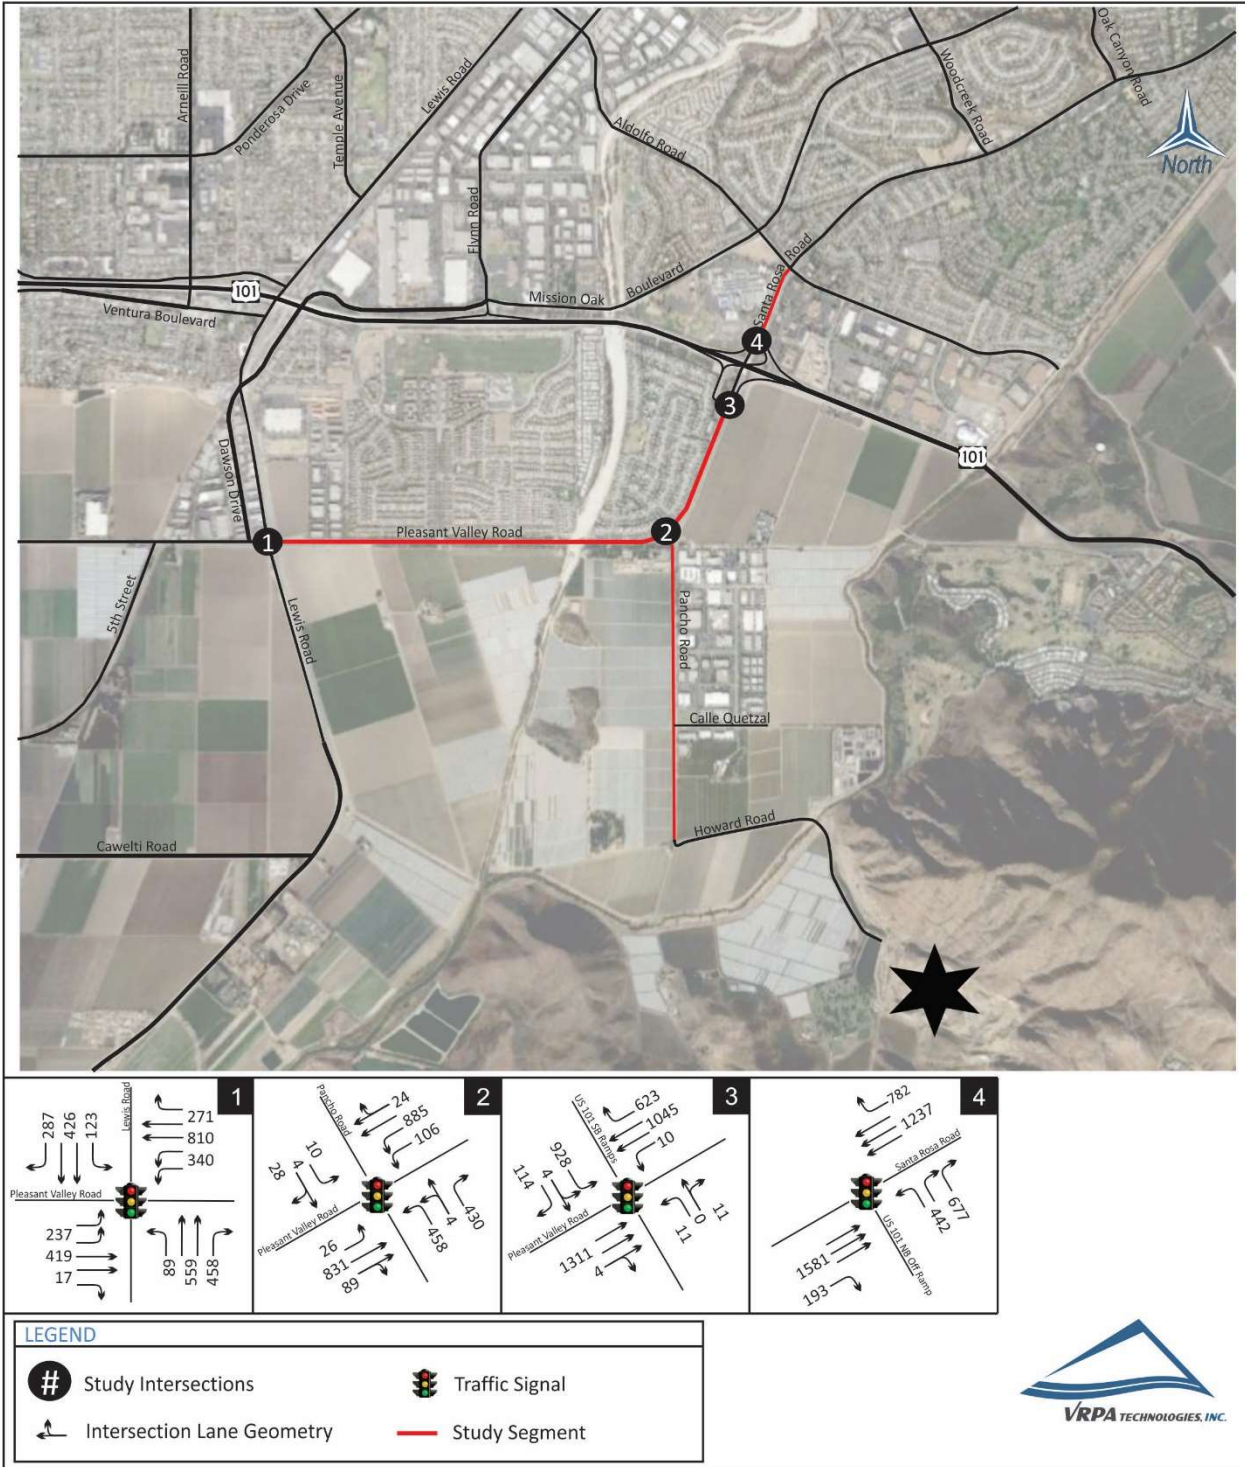 Arneill Road
Ponderosa Drive
Temple Avenue
Lewis Road
Flynn Road
Aldolfo Road
Woodcreek Road
Oak Canyon Road
North
101
Ventura Boulevard
Mission Oak
Boulevard
Santa Rosa Road
4
3
101
Dawson Drive
1
Pleasant Valley Road
2
5th Street
Lewis Road
Pancho Road
Calle Quetzal
Howard Road
Cawelti Road
1
Lewis Road
287
426
123
271
810
340
Pleasant Valley Road
237
419
17
89
559
458
2
Pancho Road
24
885
106
10
4
28
Pleasant Valley Road
26
831
89
458
4
430
3
US 101 SB Ramps
623
1045
10
928
4
114
Pleasant Valley Road
1311
4
11
0
11
4
782
1237
Santa Rosa Road
677
442
1581
193
US 101 NB Off Ramp
LEGEND
# Study Intersections
Traffic Signal
Intersection Lane Geometry
Study Segment
VRPA TECHNOLOGIES, INC.